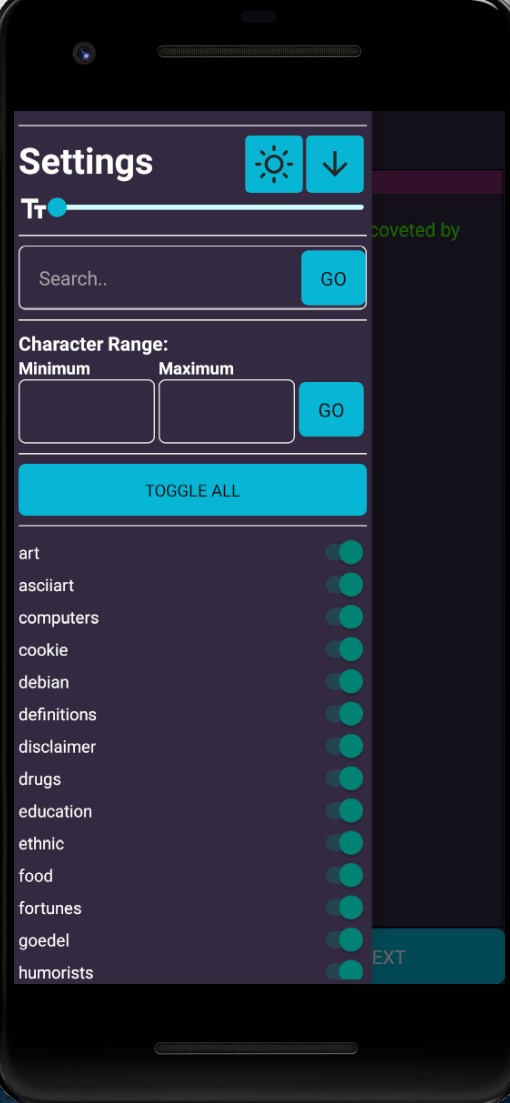 Settings
Tт
coveted by
Search..
GO
Character Range:
Minimum Maximum
GO
TOGGLE ALL
art
asciiart
computers
cookie
debian
definitions
disclaimer
drugs
education
ethnic
food
fortunes
goedel
EXT
humorists